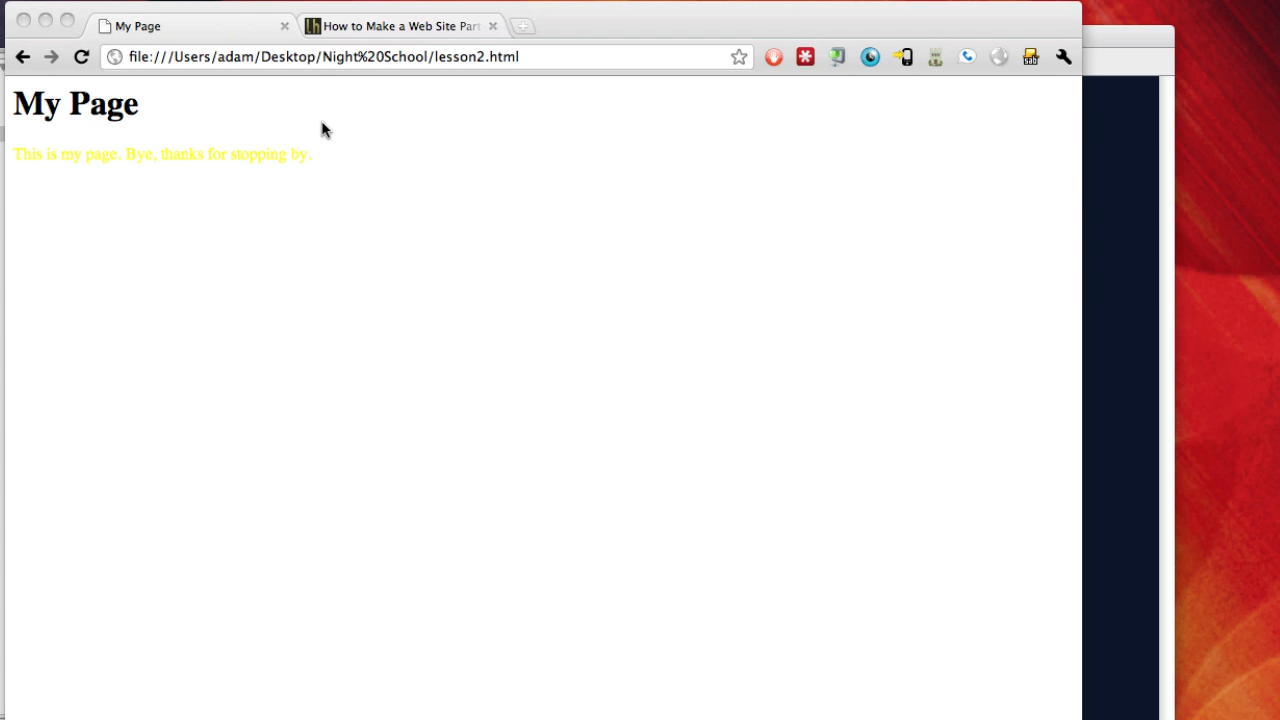 My Page
How to Make a Web Site Part
file:///Users/adam/Desktop/Night%20School/lesson2.html
sab
My Page
This is my page. Bye, thanks for stopping by.